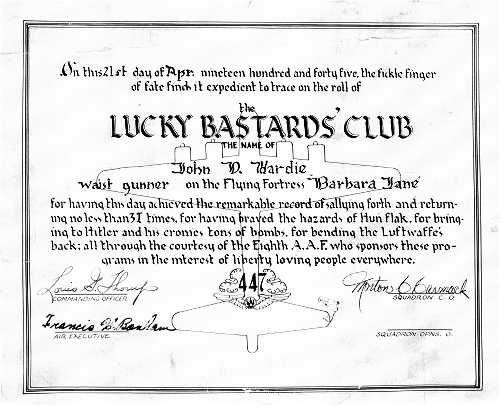 On this 21st day of Apr. nineteen hundred and forty five, the fickle finger
of fate finds it expedient to trace on the roll of
the
LUCKY BASTARDS' CLUB
THE NAME OF
John D. Hardie
waist gunner on the Flying Fortress "Barbara Jane"
for having this day achieved the remarkable record of sallying forth and return-
ing no less than 31 times, for having braved the hazards of Hun flak, for bring-
ing to Hitler and his cronies tons of bombs, for bending the Luftwaffe's
back; all through the courtesy of the Eighth A.A.F. who sponsors these pro-
grams in the interest of liberty loving people everywhere.
447
COMMANDING OFFICER
SQUADRON C.O.
Francis
AIR EXECUTIVE
SQUADRON OPNS. O.